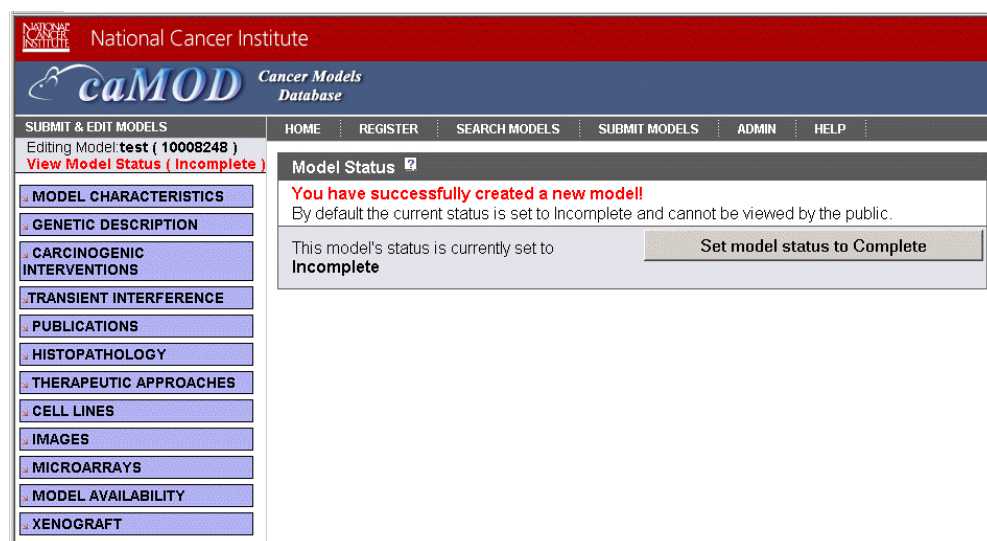 NATIONAL
CANCER
INSTITUTE
National Cancer Institute
caMOD
Cancer Models
Database
SUBMIT & EDIT MODELS
HOME
REGISTER
SEARCH MODELS
SUBMIT MODELS
ADMIN
HELP
Editing Model:test ( 10008248 )
View Model Status ( Incomplete )
MODEL CHARACTERISTICS
GENETIC DESCRIPTION
CARCINOGENIC
INTERVENTIONS
TRANSIENT INTERFERENCE
PUBLICATIONS
HISTOPATHOLOGY
THERAPEUTIC APPROACHES
CELL LINES
IMAGES
MICROARRAYS
MODEL AVAILABILITY
XENOGRAFT
Model Status ?
You have successfully created a new model!
By default the current status is set to Incomplete and cannot be viewed by the public.
This model's status is currently set to
Incomplete
Set model status to Complete